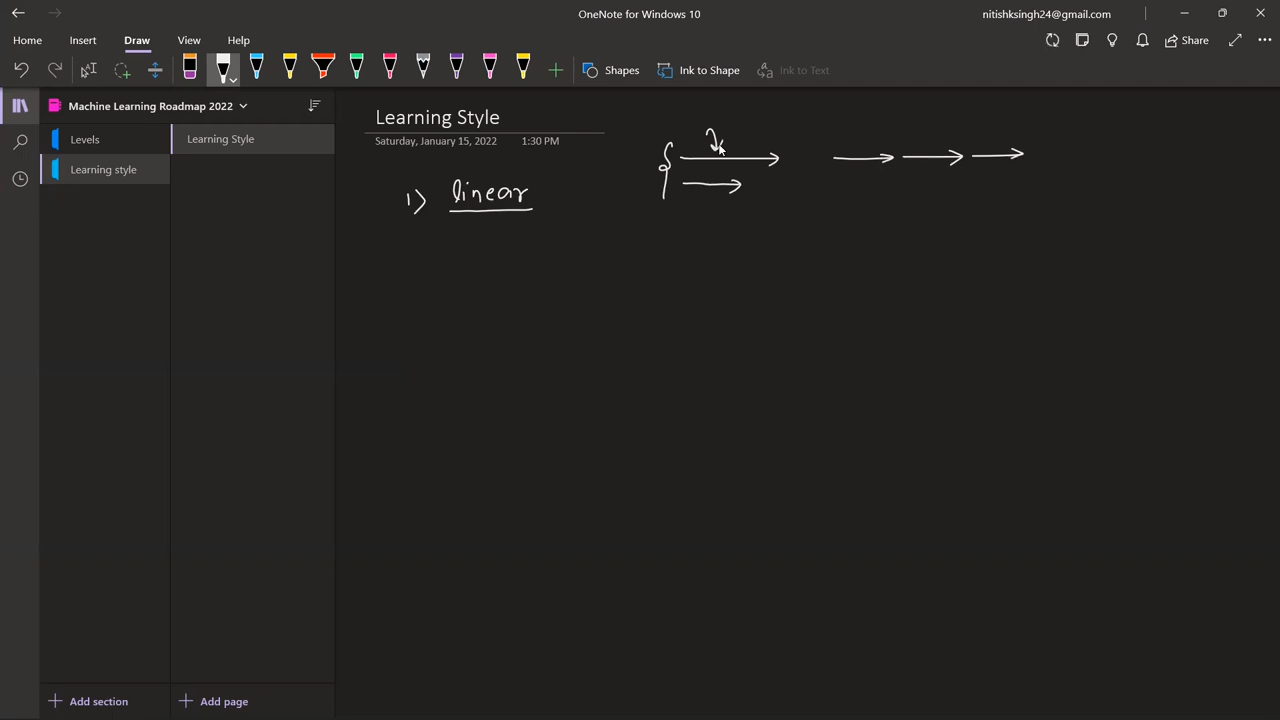 OneNote for Windows 10
nitishksingh24@gmail.com
Home Insert Draw View Help
Share
Shapes
Ink to Shape
Ink to Text
Machine Learning Roadmap 2022
Levels
Learning style
Learning Style
Learning Style
Saturday, January 15, 2022 1:30 PM
1) linear
Add section
Add page